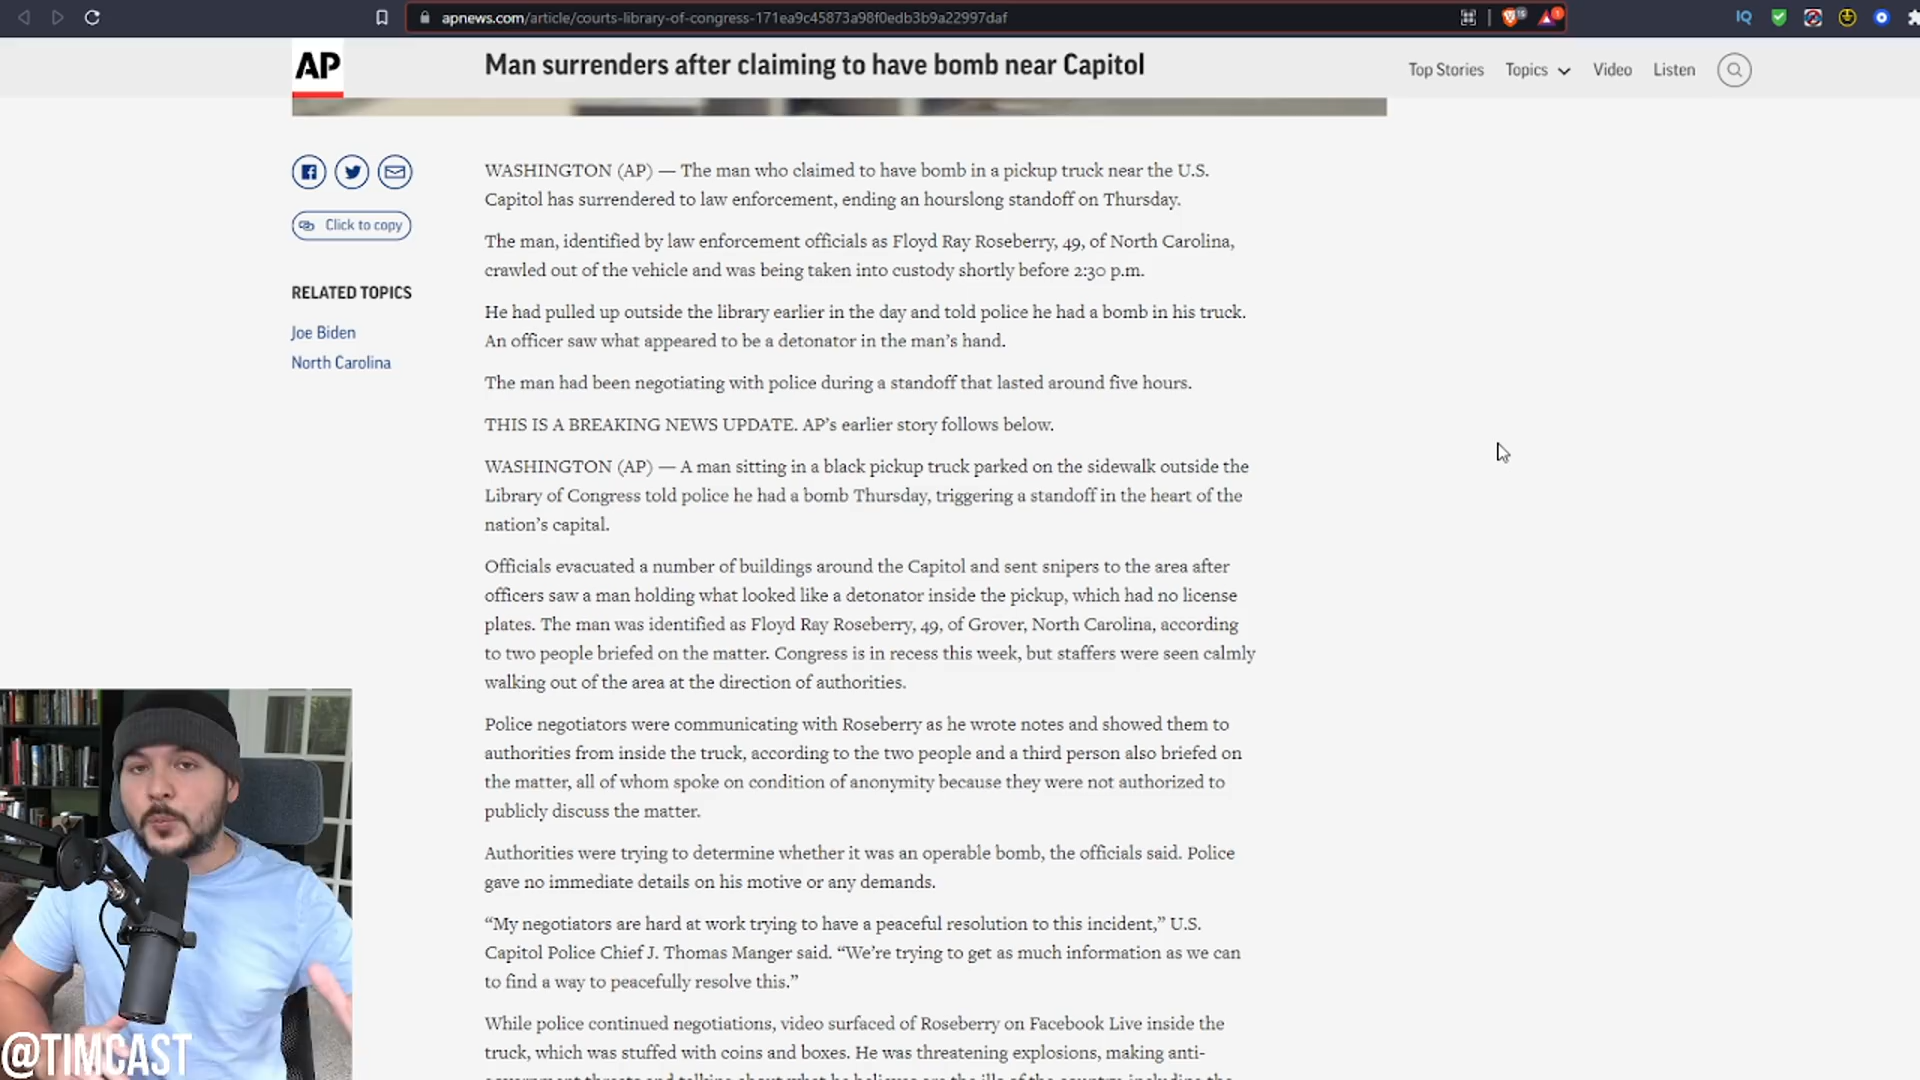 apnews.com/article/courts-library-of-congress-171ea9c45873a98f0edb3b9a22997daf
IQ
AP
Man surrenders after claiming to have bomb near Capitol
Top Stories
Topics
Video
Listen
Click to copy
RELATED TOPICS
Joe Biden
North Carolina
WASHINGTON (AP) — The man who claimed to have bomb in a pickup truck near the U.S.
Capitol has surrendered to law enforcement, ending an hourslong standoff on Thursday.
The man, identified by law enforcement officials as Floyd Ray Roseberry, 49, of North Carolina,
crawled out of the vehicle and was being taken into custody shortly before 2:30 p.m.
He had pulled up outside the library earlier in the day and told police he had a bomb in his truck.
An officer saw what appeared to be a detonator in the man’s hand.
The man had been negotiating with police during a standoff that lasted around five hours.
THIS IS A BREAKING NEWS UPDATE. AP’s earlier story follows below.
WASHINGTON (AP) — A man sitting in a black pickup truck parked on the sidewalk outside the
Library of Congress told police he had a bomb Thursday, triggering a standoff in the heart of the
nation’s capital.
Officials evacuated a number of buildings around the Capitol and sent snipers to the area after
officers saw a man holding what looked like a detonator inside the pickup, which had no license
plates. The man was identified as Floyd Ray Roseberry, 49, of Grover, North Carolina, according
to two people briefed on the matter. Congress is in recess this week, but staffers were seen calmly
walking out of the area at the direction of authorities.
Police negotiators were communicating with Roseberry as he wrote notes and showed them to
authorities from inside the truck, according to the two people and a third person also briefed on
the matter, all of whom spoke on condition of anonymity because they were not authorized to
publicly discuss the matter.
Authorities were trying to determine whether it was an operable bomb, the officials said. Police
gave no immediate details on his motive or any demands.
“My negotiators are hard at work trying to have a peaceful resolution to this incident,” U.S.
Capitol Police Chief J. Thomas Manger said. “We’re trying to get as much information as we can
to find a way to peacefully resolve this.”
While police continued negotiations, video surfaced of Roseberry on Facebook Live inside the
truck, which was stuffed with coins and boxes. He was threatening explosions, making anti-
@TIMCAST